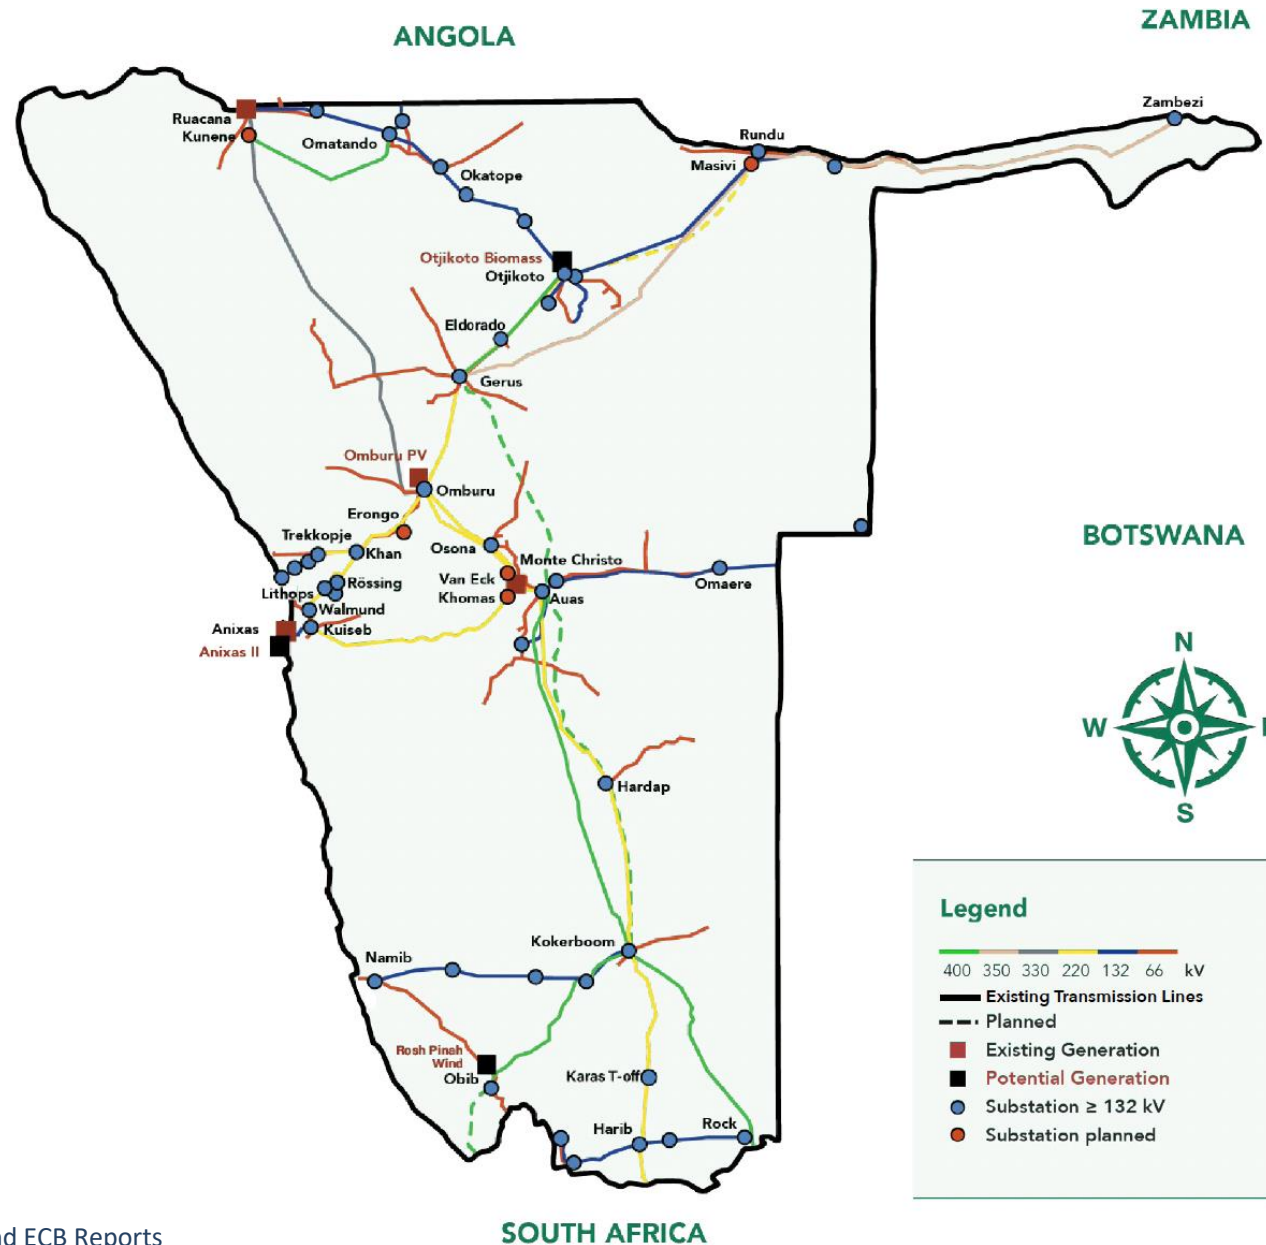 ZAMBIA
ANGOLA
Zambezi
Ruacana
Kunene
Omatando
Rundu
Masivi
Okatope
Otjikoto Biomass
Otjikoto
Eldorado
Gerus
Omburu PV
Omburu
Erongo
Trekkopje
Khan
Osona
Monte Christo
BOTSWANA
Van Eck
Omaere
Lithops
Rössing
Khomas
Auas
Walmund
Anixas
Kuiseb
Anixas II
N
W
S
Hardap
Legend
400 350 330 220 132 66 kV
Existing Transmission Lines
Planned
Existing Generation
Potential Generation
Substation ≥ 132 kV
Substation planned
Kokerboom
Namib
Rosh Pinah
Wind
Obib
Karas T-off
Harib
Rock
SOUTH AFRICA
ECB Reports